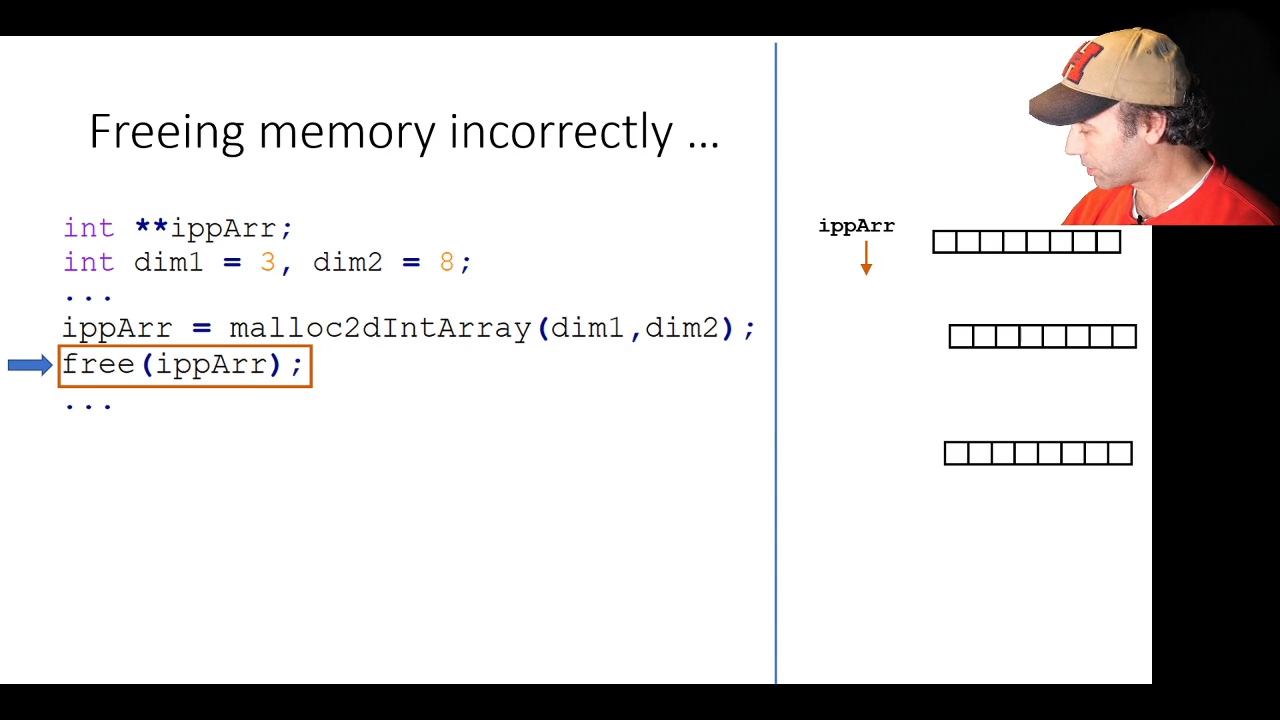 Freeing memory incorrectly ...
int **ippArr;
int dim1 = 3, dim2 = 8;
...
ippArr = malloc2dIntArray(dim1,dim2);
free(ippArr);
...
ippArr
H